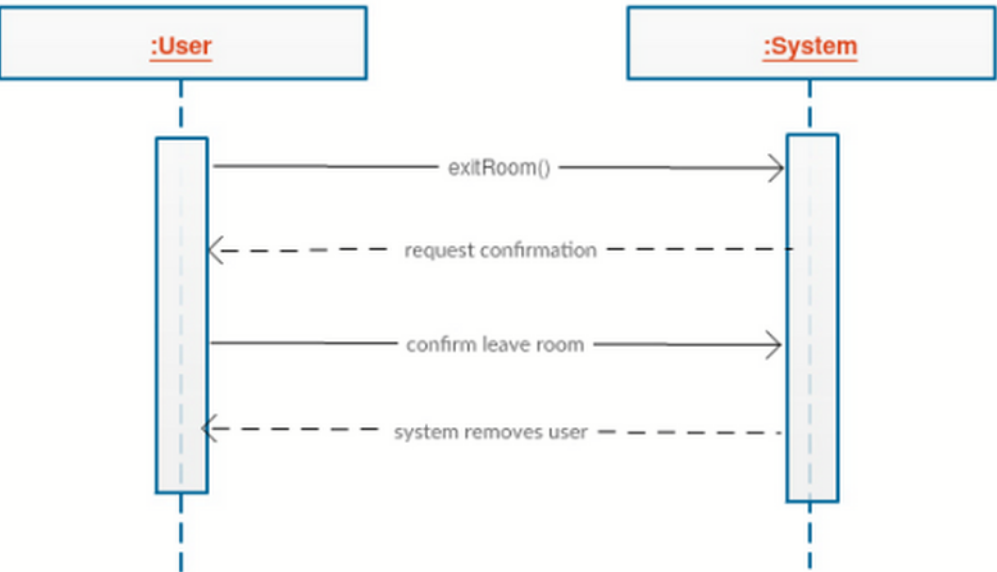 :User
:System
exitRoom()
request confirmation
confirm leave room
system removes user